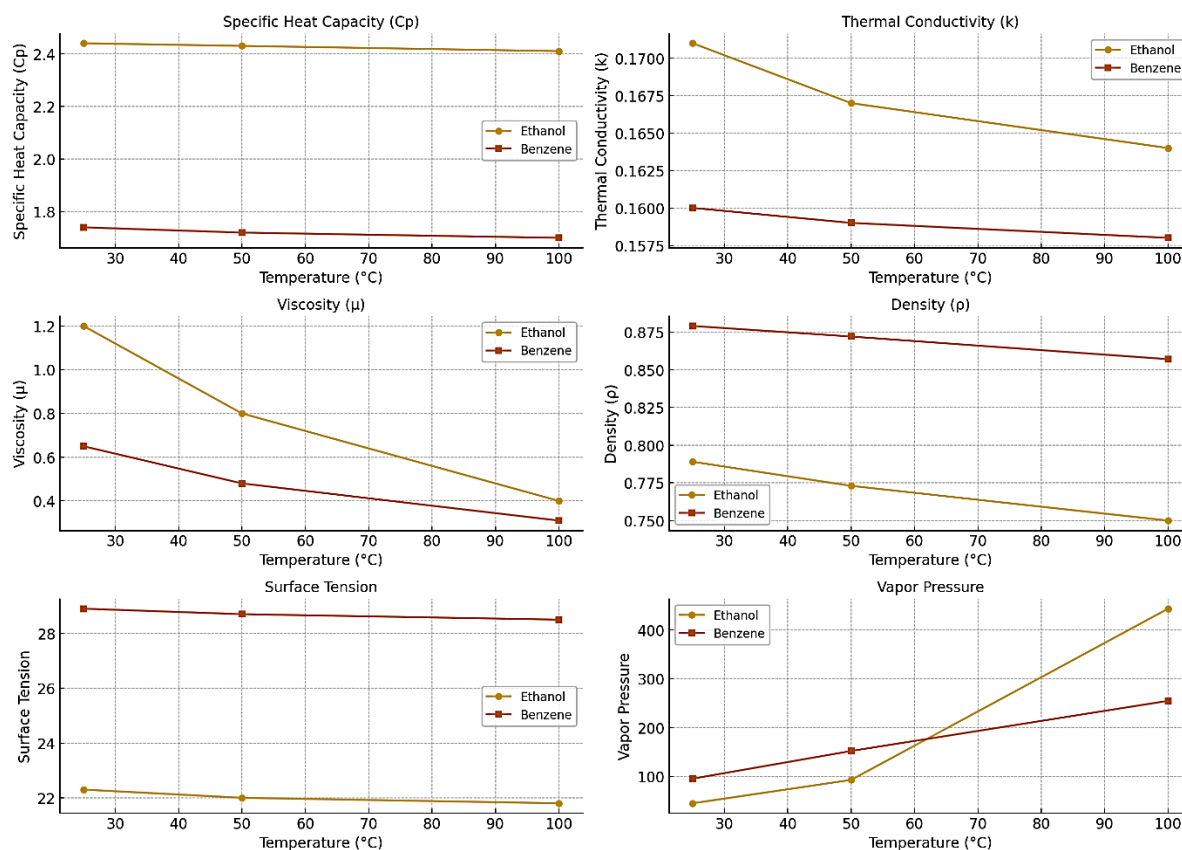 Specific Heat Capacity (Cp)
Specific Heat Capacity (Cp)
2.4
2.2
2.0
1.8
Ethanol
Benzene
30 40 50 60 70 80 90 100
Temperature (°C)
Thermal Conductivity (k)
Thermal Conductivity (k)
0.1700
0.1675
0.1650
0.1625
0.1600
0.1575
Ethanol
Benzene
30 40 50 60 70 80 90 100
Temperature (°C)
Viscosity (μ)
Viscosity (μ)
1.2
1.0
0.8
0.6
0.4
Ethanol
Benzene
30 40 50 60 70 80 90 100
Temperature (°C)
Density (ρ)
Density (ρ)
0.875
0.850
0.825
0.800
0.775
0.750
Ethanol
Benzene
30 40 50 60 70 80 90 100
Temperature (°C)
Surface Tension
Surface Tension
28
26
24
22
Ethanol
Benzene
30 40 50 60 70 80 90 100
Temperature (°C)
Vapor Pressure
Vapor Pressure
400
300
200
100
Ethanol
Benzene
30 40 50 60 70 80 90 100
Temperature (°C)